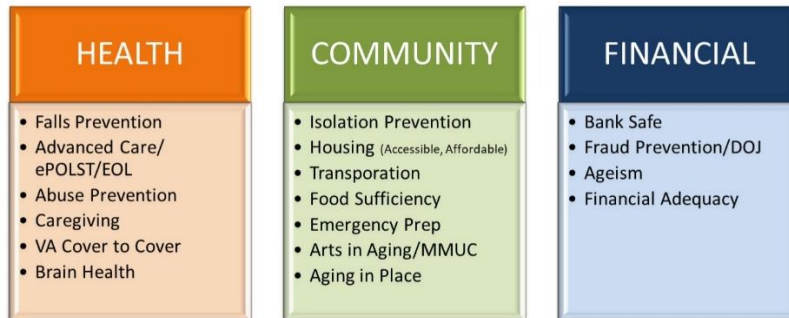 HEALTH
• Falls Prevention
• Advanced Care/
ePOLST/EOL
• Abuse Prevention
• Caregiving
• VA Cover to Cover
• Brain Health
COMMUNITY
• Isolation Prevention
• Housing (Accessible, Affordable)
• Transporation
• Food Sufficiency
• Emergency Prep
• Arts in Aging/MMUC
• Aging in Place
FINANCIAL
• Bank Safe
• Fraud Prevention/DOJ
• Ageism
• Financial Adequacy